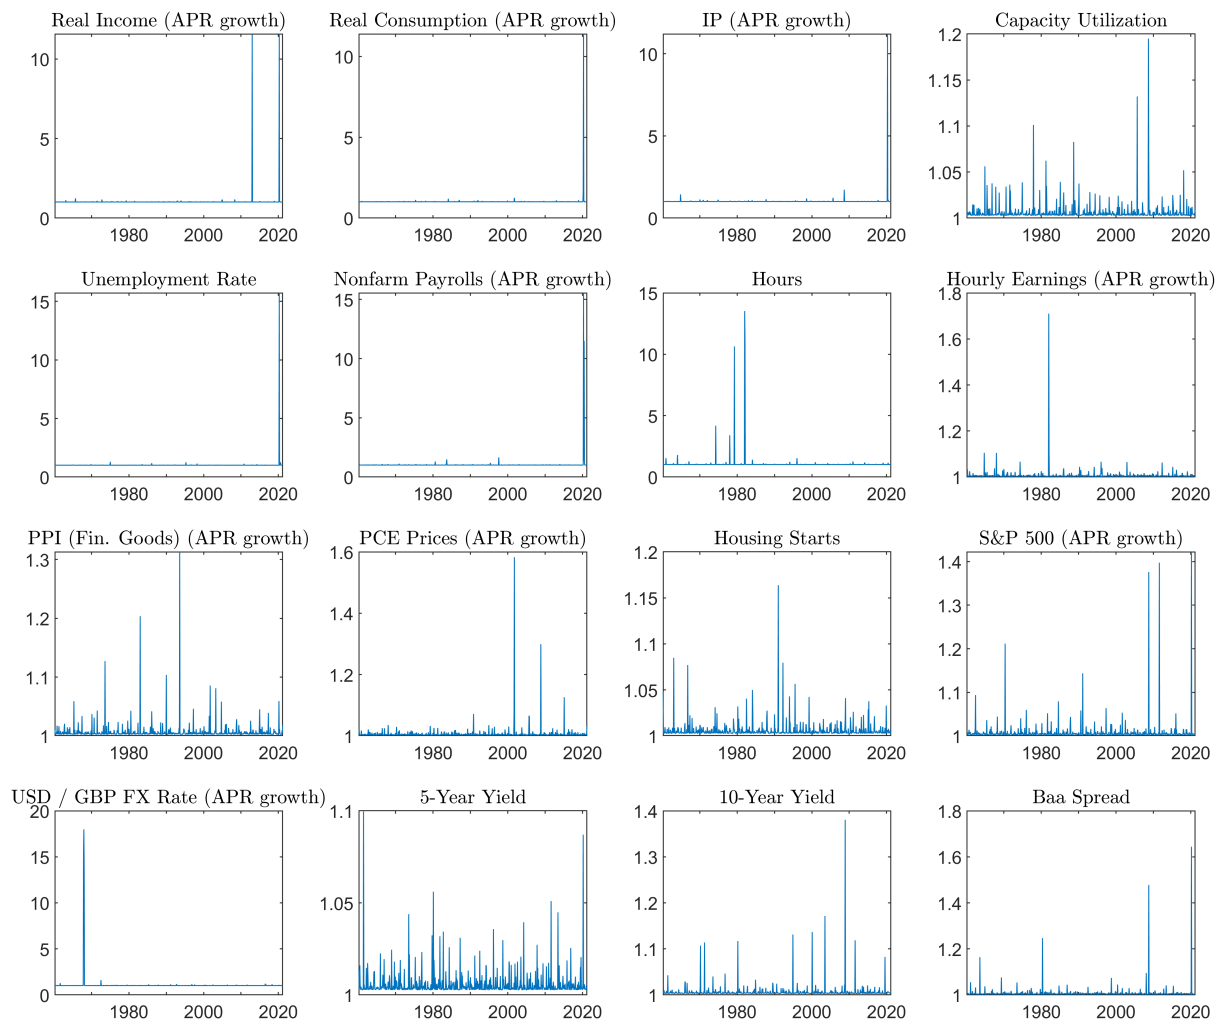 Real Income (APR growth)
Real Consumption (APR growth)
IP (APR growth)
Capacity Utilization
10
5
0
1980 2000 2020
10
5
0
1980 2000 2020
10
5
0
1980 2000 2020
1.2
1.15
1.1
1.05
1
1980 2000 2020
Unemployment Rate
Nonfarm Payrolls (APR growth)
Hours
Hourly Earnings (APR growth)
15
10
5
0
1980 2000 2020
15
10
5
0
1980 2000 2020
15
10
5
0
1980 2000 2020
1.8
1.6
1.4
1.2
1
1980 2000 2020
PPI (Fin. Goods) (APR growth)
PCE Prices (APR growth)
Housing Starts
S&P 500 (APR growth)
1.3
1.2
1.1
1
1980 2000 2020
1.6
1.4
1.2
1
1980 2000 2020
1.2
1.15
1.1
1.05
1
1980 2000 2020
1.4
1.3
1.2
1.1
1
1980 2000 2020
USD / GBP FX Rate (APR growth)
5-Year Yield
10-Year Yield
Baa Spread
20
15
10
5
0
1980 2000 2020
1.1
1.05
1
1980 2000 2020
1.4
1.3
1.2
1.1
1
1980 2000 2020
1.8
1.6
1.4
1.2
1
1980 2000 2020